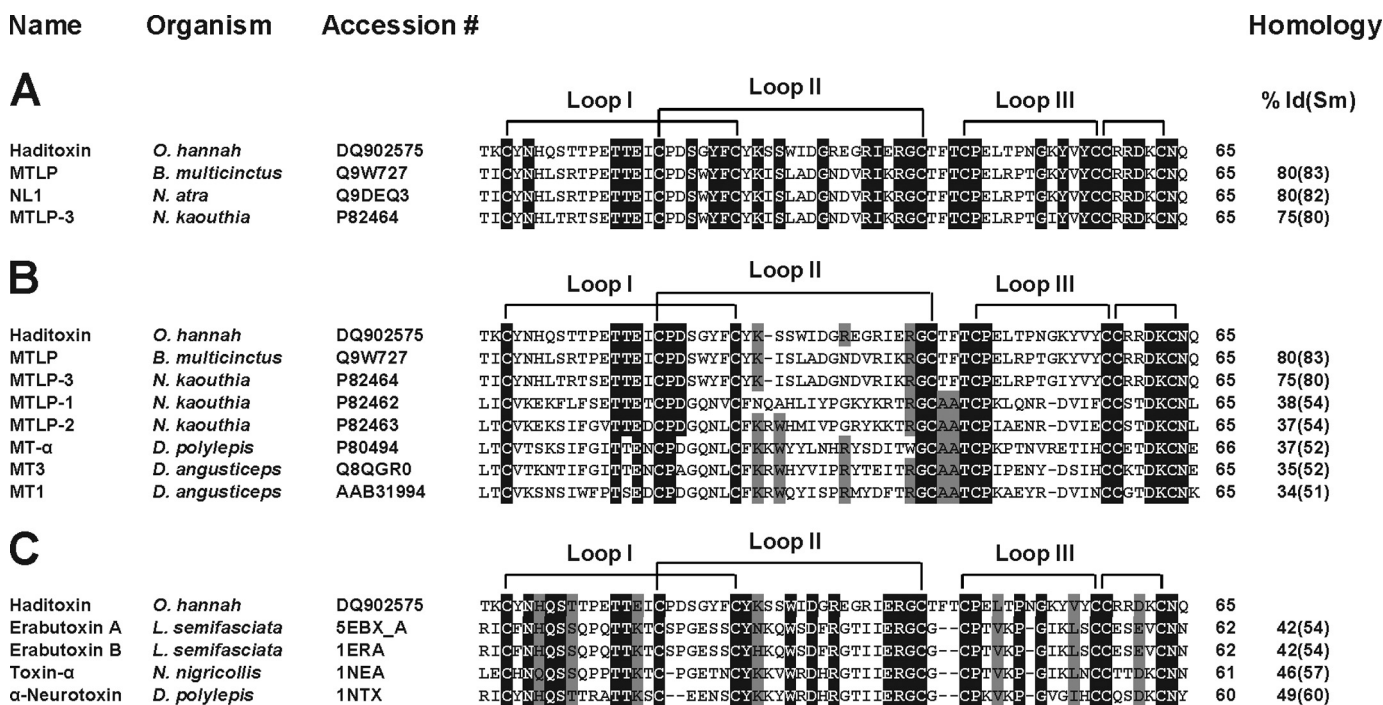 Name Organism Accession # Homology
A Loop I Loop II Loop III % Id(Sm)
Haditoxin O. hannah DQ902575 TKCYNHQSTTPETTEICPDSGYFCYKSSWIDGREGRIERGCTFTCPELTPNGKYVYCCRRDKCNQ 65
MTLP B. multicinctus Q9W727 TICYNHLSRTPETTEICPDSWYFCYKISLADGNDVRIKRGCTFTCPELRPTGKYVYCCRRDKCNQ 65 80(83)
NL1 N. atra Q9DEQ3 TICYNHLSRTPETTEICPDSWYFCYKISLADGNDVRIKRGCTFTCPELRPTGKYVYCCRRDKCNQ 65 80(82)
MTLP-3 N. kaouthia P82464 TICYNHLTRTSETTEICPDSWYFCYKISLADGNDVRIKRGCTFTCPELRPTGIYVYCCRRDKCNQ 65 75(80)
B Loop I Loop II Loop III
Haditoxin O. hannah DQ902575 TKCYNHQSTTPETTEICPDSGYFCYK-SSWIDGREGRIERGCTFTCPELTPNGKYVYCCRRDKCNQ 65
MTLP B. multicinctus Q9W727 TICYNHLSRTPETTEICPDSWYFCYK-ISLADGNDVRIKRGCTFTCPELRPTGKYVYCCRRDKCNQ 65 80(83)
MTLP-3 N. kaouthia P82464 TICYNHLTRTSETTEICPDSWYFCYK-ISLADGNDVRIKRGCTFTCPELRPTGIYVYCCRRDKCNQ 65 75(80)
MTLP-1 N. kaouthia P82462 LICVKEKFLFSETTETCPDGQNVCFNQAHLIYPGKYKRTRGCAATCPKLQNR-DVIFCCSTDKCNL 65 38(54)
MTLP-2 N. kaouthia P82463 LTCVKEKSIFGVTTEDCPDGQNLCFKRWHMIVPGRYKKTRGCAATCPIAENR-DVIECCSTDKCNL 65 37(54)
MT-α D. polylepis P80494 LTCVTSKSIFGITTENCPDGQNLCFKKWYYLNHRYSDITWGCAATCPKPTNVRETIHCCETDKCNE 66 37(52)
MT3 D. angusticeps Q8QGR0 LTCVTKNTIFGITTENCPAGQNLCFKRWHYVIPRYTEITRGCAATCPIPENY-DSIHCCKTDKCNE 65 35(52)
MT1 D. angusticeps AAB31994 LTCVKSNSIWFPTSEDCPDGQNLCFKRWQYISPRMYDFTRGCAATCPKAEYR-DVINCCGTDKCNK 65 34(51)
C Loop I Loop II Loop III
Haditoxin O. hannah DQ902575 TKCYNHQSTTPETTEICPDSGYFCYKSSWIDGREGRIERGCTFTCPELTPNGKYVYCCRRDKCNQ 65
Erabutoxin A L. semifasciata 5EBX_A RICFNHQSSQPQTTKTCSPGESSCYNKQWSDFRGTIIERGCG--CPTVKP-GIKLSCCESEVCNN 62 42(54)
Erabutoxin B L. semifasciata 1ERA RICFNHQSSQPQTTKTCSPGESSCYHKQWSDFRGTIIERGCG--CPTVKP-GIKLSCCESEVCNN 62 42(54)
Toxin-α N. nigricollis 1NEA LECHNQQSSQPPTTKTCPGETNCYKKVWRDHRGTIIERGCG--CPTVKP-GIKLNCCTTDKCNN 61 46(57)
α-Neurotoxin D. polylepis 1NTX RICYNHQSTTRATTKSC--EENSCYKKYWRDHRGTIIERGCG--CPKVKP-GVGIHCCQSDKCNY 60 49(60)